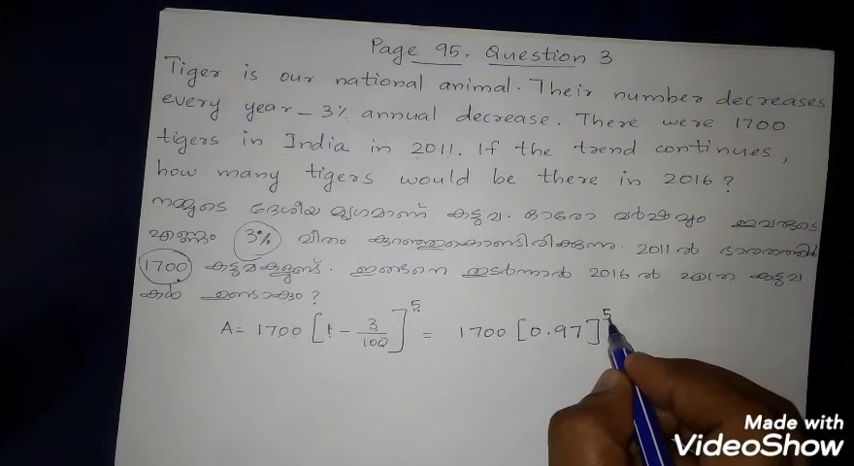 Page 95. Question 3
Tiger is our national animal. Their number decreases
every year - 3% annual decrease. There were 1700
tigers in India in 2011. If the trend continues,
how many tigers would be there in 2016?
നമ്മുടെ ദേശീയ മൃഗമാണ് കടുവ. ഓരോ വർഷവും ഇവരുടെ
എണ്ണം 3% വീതം കുറഞ്ഞുകൊണ്ടിരിക്കുന്നു. 2011 ൽ ഭാരതത്തിൽ
1700 കടുവകളുണ്ട്. ഇങ്ങനെ തുടർന്നാൽ 2016 ൽ എത്ര കടുവ
കൾ ഉണ്ടാകും?
A = 1700 [1 - 3/100]^5 = 1700 [0.97]^5
Made with
VideoShow